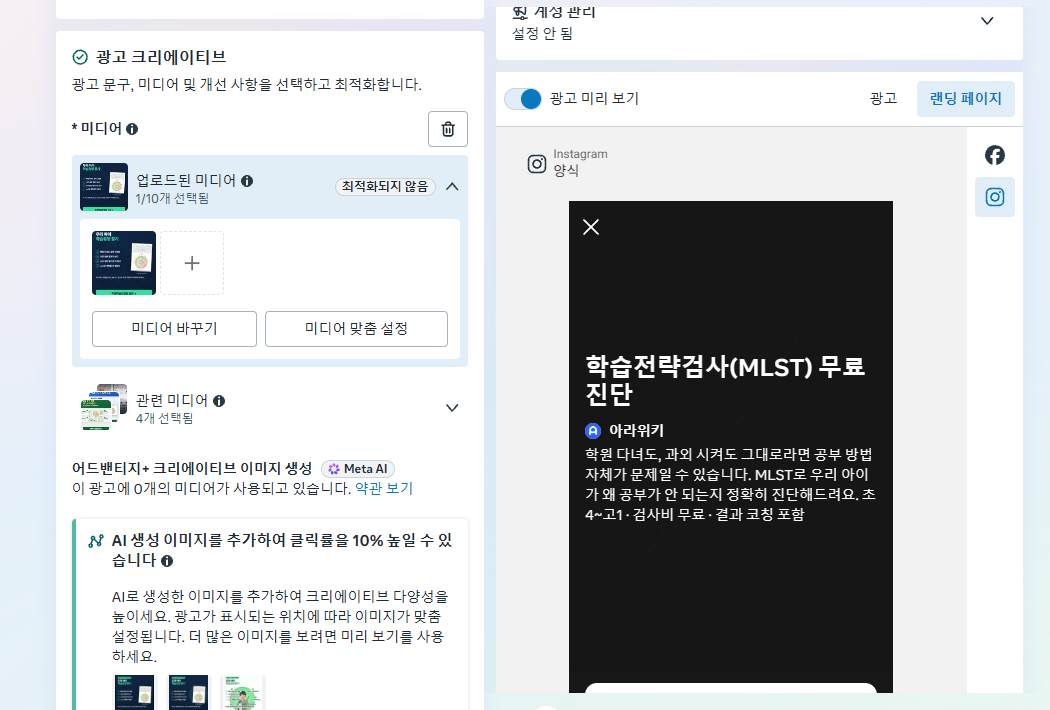 계정 관리
설정 안 됨
광고 크리에이티브
광고 문구, 미디어 및 개선 사항을 선택하고 최적화합니다.
* 미디어
업로드된 미디어
1/10개 선택됨
최적화되지 않음
미디어 바꾸기
미디어 맞춤 설정
관련 미디어
4개 선택됨
어드밴티지+ 크리에이티브 이미지 생성
Meta AI
이 광고에 0개의 미디어가 사용되고 있습니다. 약관 보기
AI 생성 이미지를 추가하여 클릭률을 10% 높일 수 있
습니다
AI로 생성한 이미지를 추가하여 크리에이티브 다양성을
높이세요. 광고가 표시되는 위치에 따라 이미지가 맞춤
설정됩니다. 더 많은 이미지를 보려면 미리 보기를 사용
하세요.
광고 미리 보기
광고
랜딩 페이지
Instagram
양식
학습전략검사(MLST) 무료
진단
아라위키
학원 다녀도, 과외 시켜도 그대로라면 공부 방법
자체가 문제일 수 있습니다. MLST로 우리 아이
가 왜 공부가 안 되는지 정확히 진단해드려요. 초
4~고1 · 검사비 무료 · 결과 코칭 포함